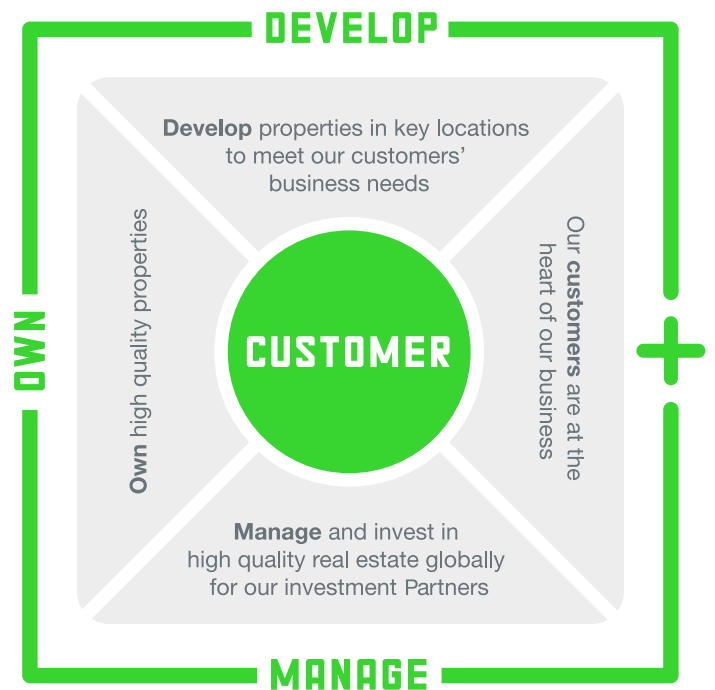 DEVELOP
Develop properties in key locations
to meet our customers’
business needs
OWN
Own high quality properties
CUSTOMER
Our customers are at the
heart of our business
Manage and invest in
high quality real estate globally
for our investment Partners
MANAGE